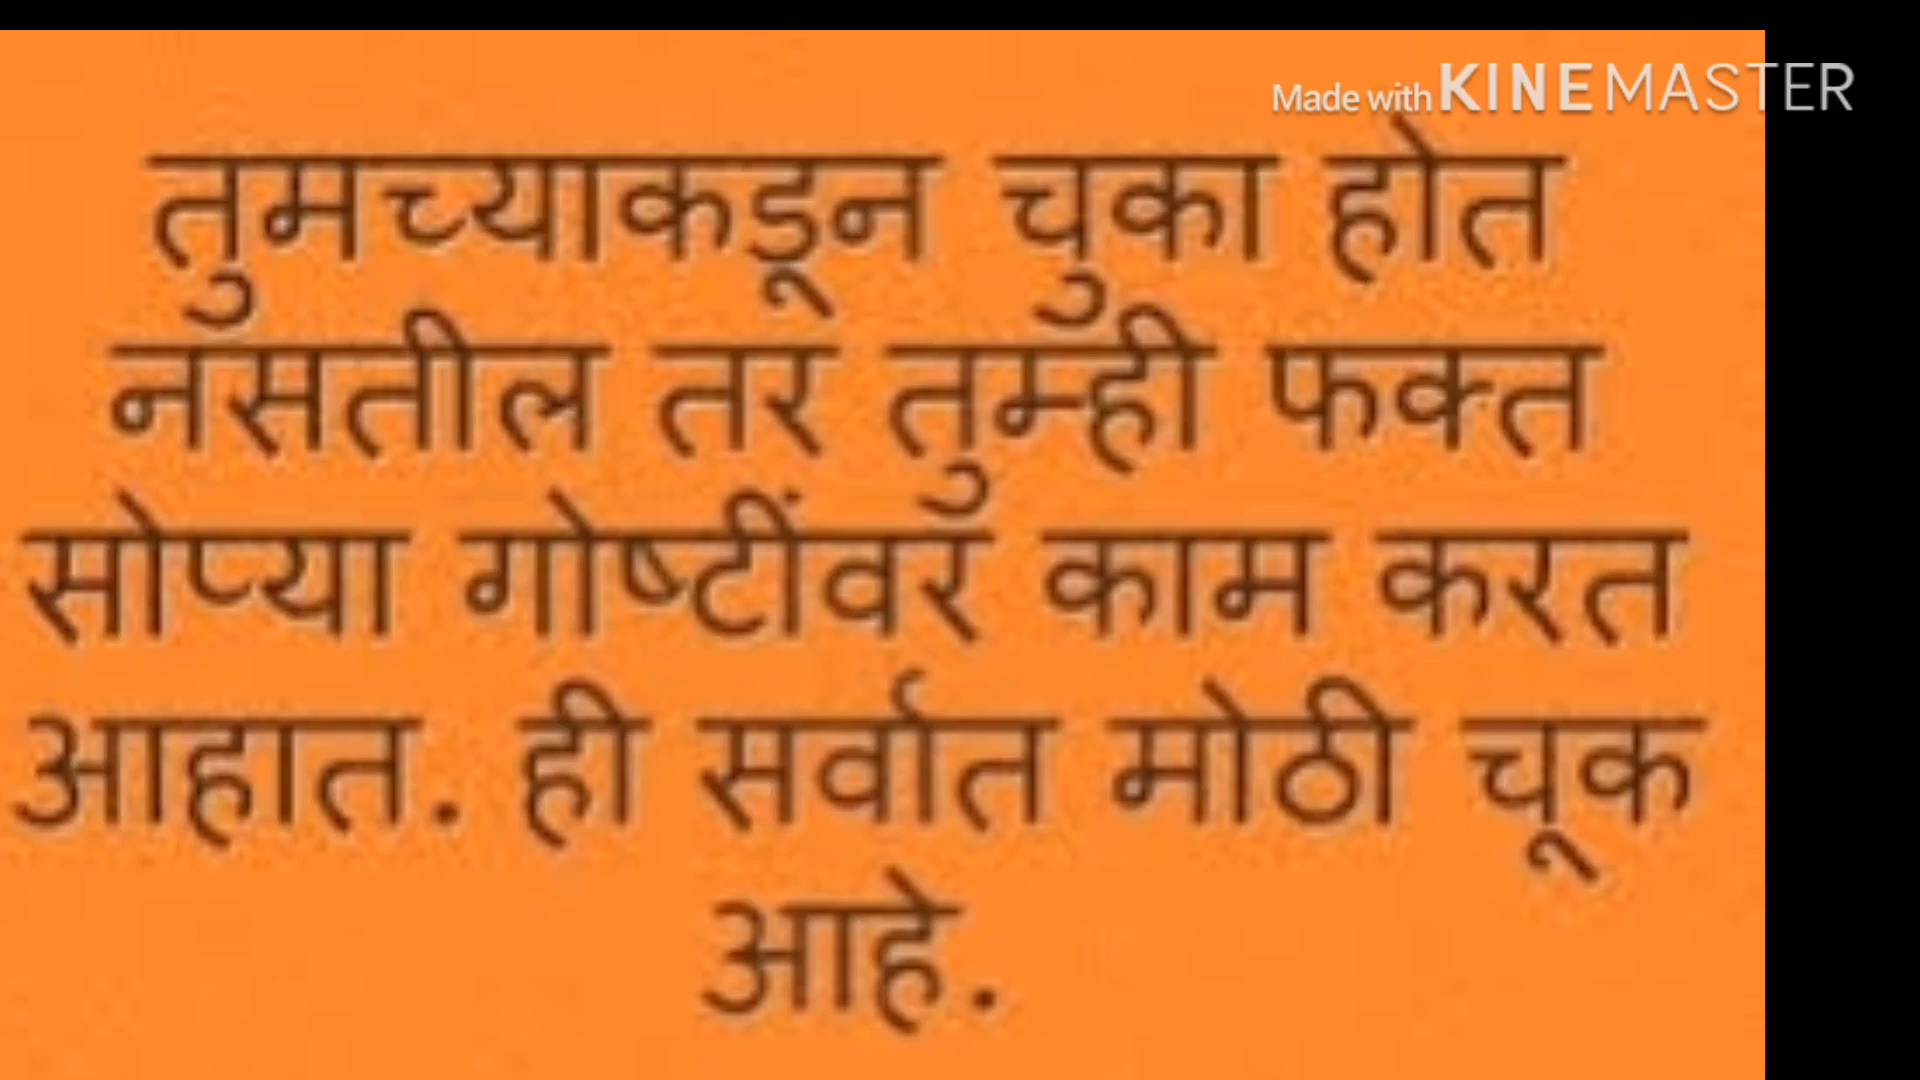 Made with KINEMASTER
तुमच्याकडून चुका होत
नसतील तर तुम्ही फक्त
सोप्या गोष्टींवर काम करत
आहात. ही सर्वात मोठी चूक
आहे.